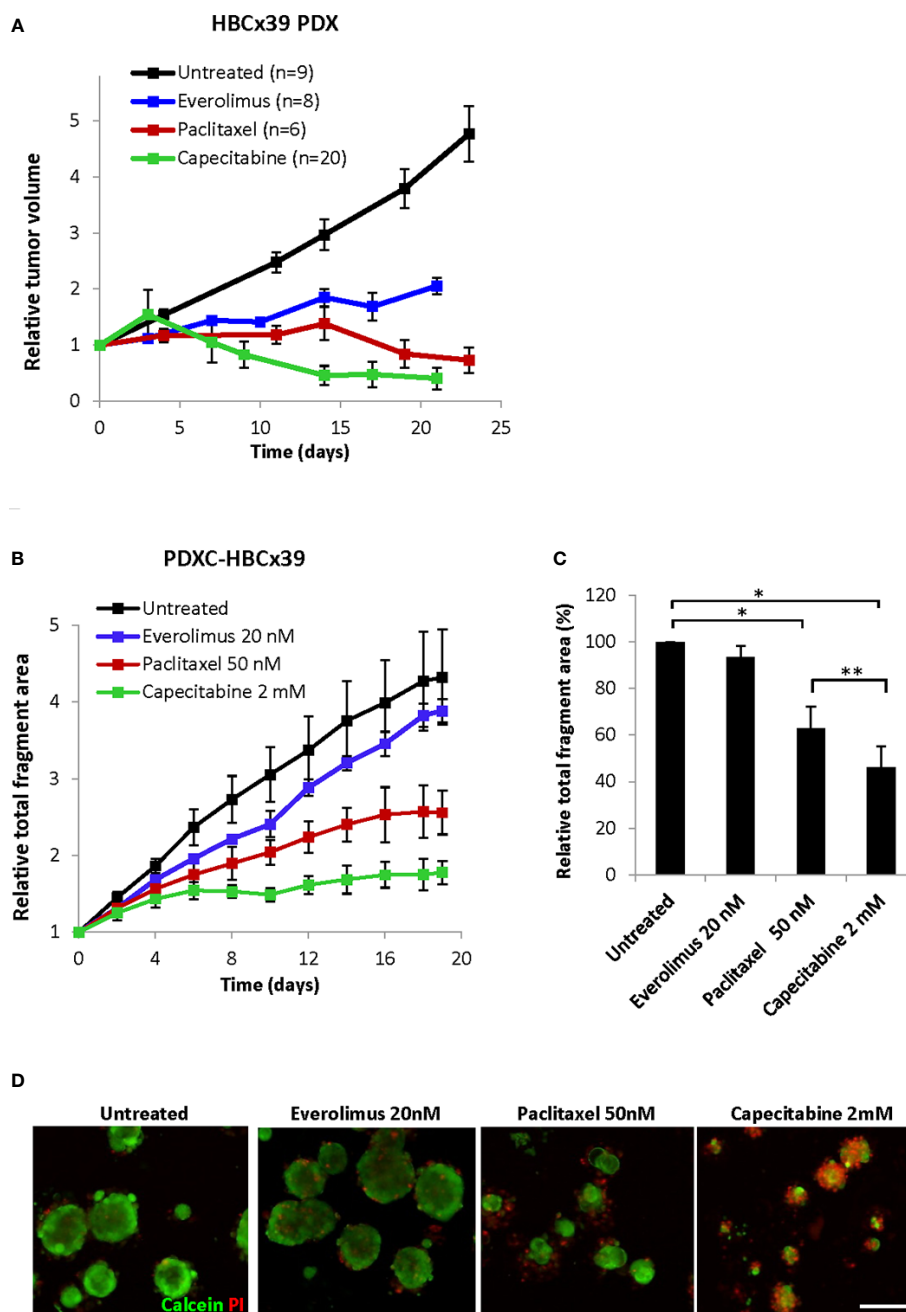 A
HBCx39 PDX
Untreated (n=9)
Everolimus (n=8)
Paclitaxel (n=6)
Capecitabine (n=20)
Relative tumor volume
5
4
3
2
1
0
0 5 10 15 20 25
Time (days)
B
PDXC-HBCx39
Untreated
Everolimus 20 nM
Paclitaxel 50 nM
Capecitabine 2 mM
Relative total fragment area
5
4
3
2
1
0 4 8 12 16 20
Time (days)
C
Relative total fragment area (%)
120
100
80
60
40
20
0
*
*
**
Untreated
Everolimus 20 nM
Paclitaxel 50 nM
Capecitabine 2 mM
D
Untreated
Everolimus 20nM
Paclitaxel 50nM
Capecitabine 2mM
Calcein PI